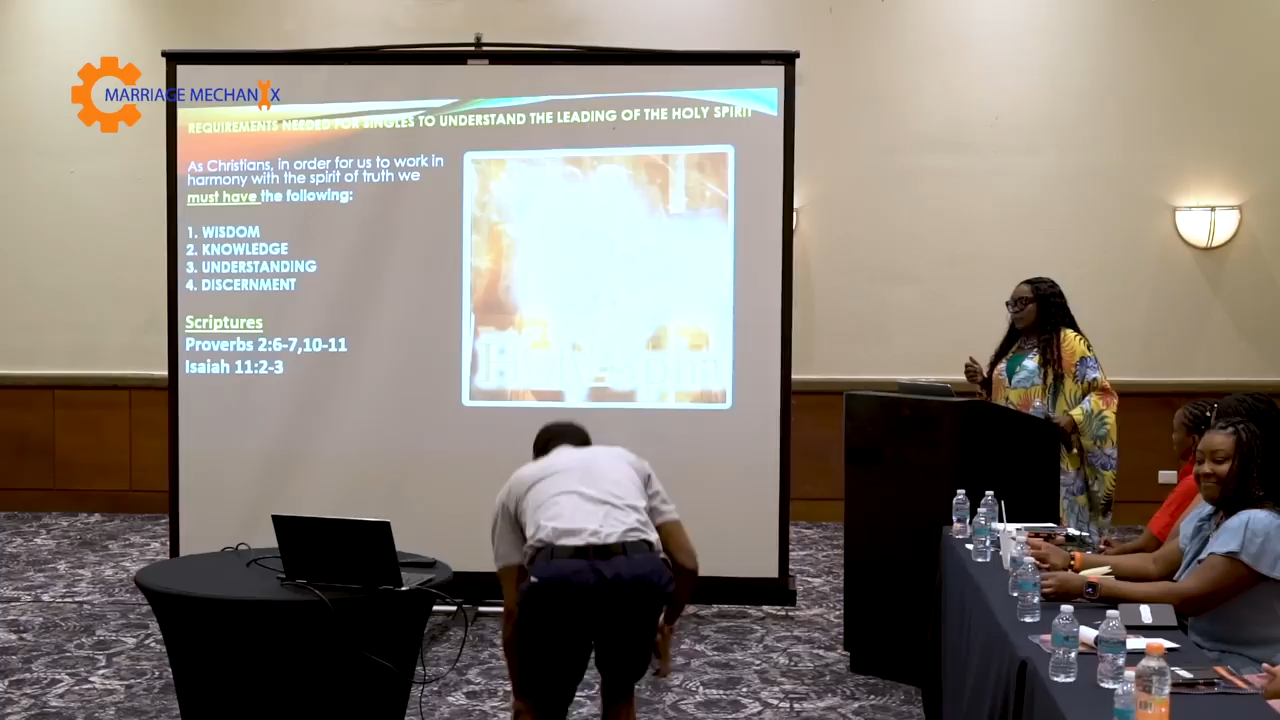 MARRIAGE MECHANIX
REQUIREMENTS NEEDED FOR SINGLES TO UNDERSTAND THE LEADING OF THE HOLY SPIRIT
As Christians, in order for us to work in
harmony with the spirit of truth we
must have the following:
1. WISDOM
2. KNOWLEDGE
3. UNDERSTANDING
4. DISCERNMENT
Scriptures
Proverbs 2:6-7,10-11
Isaiah 11:2-3
Holy Spirit